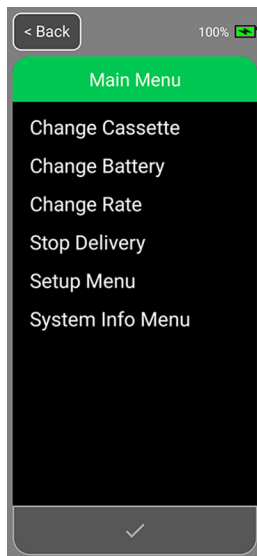 < Back
100%
Main Menu
Change Cassette
Change Battery
Change Rate
Stop Delivery
Setup Menu
System Info Menu